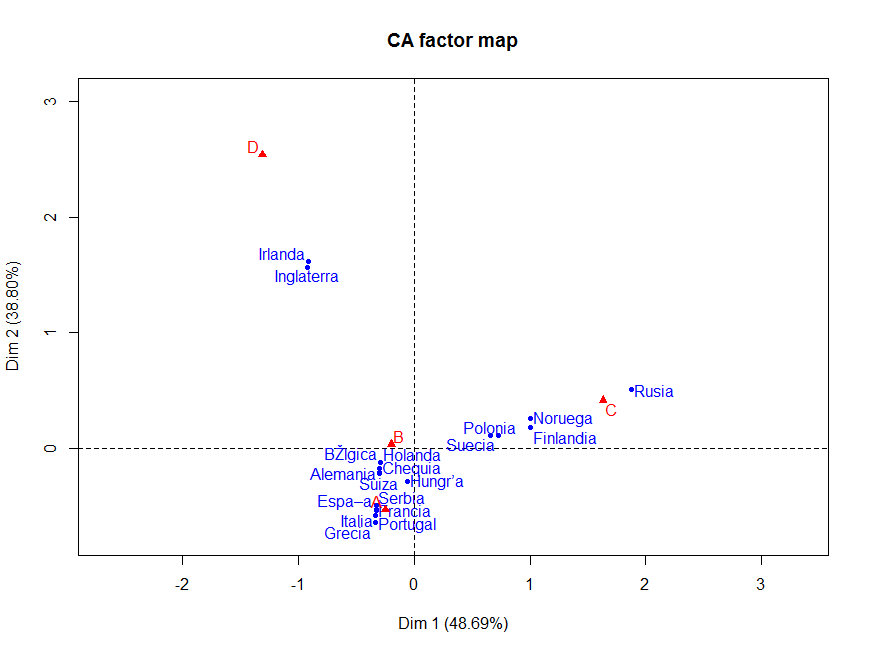 CA factor map
3
D
Irlanda
Inglaterra
2
Dim 2 (38.80%)
1
Rusia
C
Noruega
Polonia
Finlandia
B
Suecia
0
BŽlgica
Holanda
Chequia
Alemania
Hungr’a
Suiza
Serbia
Espa–a
A
Francia
Italia
Portugal
Grecia
-2
-1
0
1
2
3
Dim 1 (48.69%)